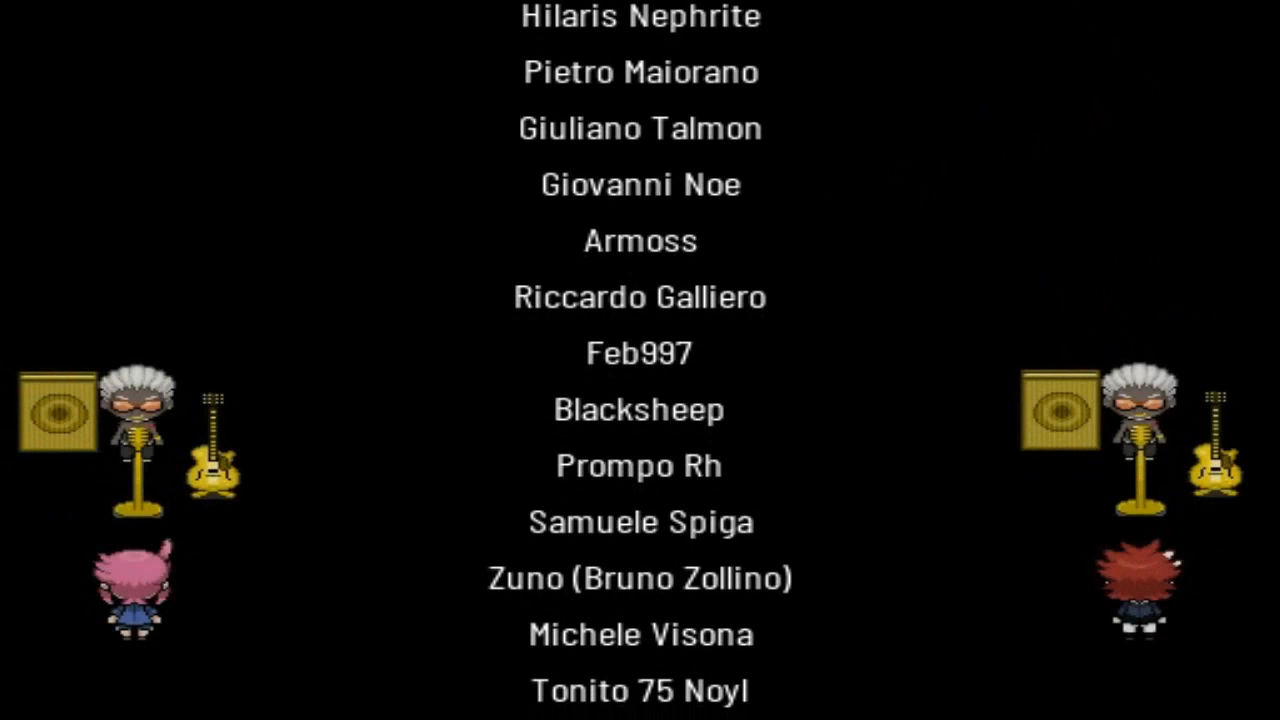 Hilaris Nephrite
Pietro Maiorano
Giuliano Talmon
Giovanni Noe
Armoss
Riccardo Galliero
Feb997
Blacksheep
Prompo Rh
Samuele Spiga
Zuno (Bruno Zollino)
Michele Visona
Tonito 75 Noyl